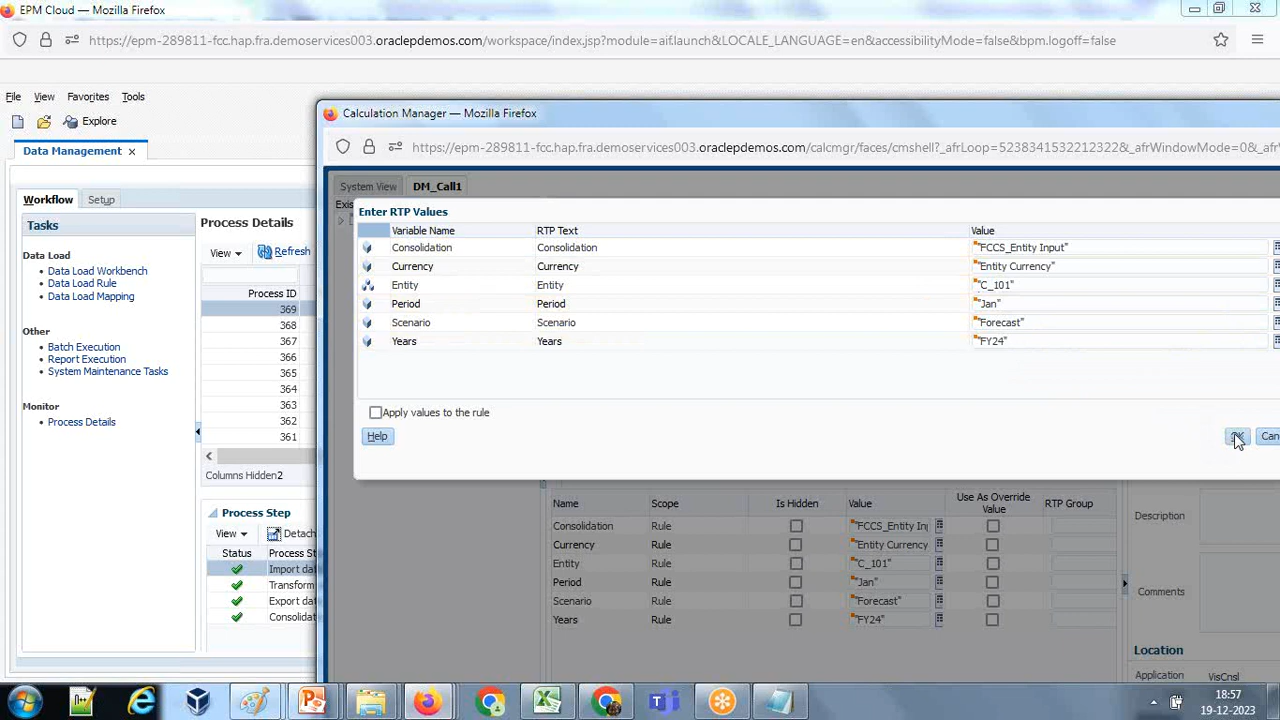 EPM Cloud — Mozilla Firefox
https://epm-289811-fcc.hap.fra.demoservices003.oraclepdemos.com/workspace/index.jsp?module=aif.launch&LOCALE_LANGUAGE=en&accessibilityMode=false&bpm.logoff=false
File View Favorites Tools
Explore
Data Management
Workflow Setup
Tasks
Data Load
Data Load Workbench
Data Load Rule
Data Load Mapping
Other
Batch Execution
Report Execution
System Maintenance Tasks
Monitor
Process Details
Process Details
View Refresh
Process ID
369
368
367
366
365
364
363
362
361
Columns Hidden2
Process Step
View Detach
Status Process St
Import dat
Transform
Export dat
Consolidat
Calculation Manager — Mozilla Firefox
https://epm-289811-fcc.hap.fra.demoservices003.oraclepdemos.com/calcmgr/faces/cmshell?_afrLoop=5238341532212322&_afrWindowMode=0&_af
System View DM_Call1
Exis
Enter RTP Values
Variable Name RTP Text Value
Consolidation Consolidation "FCCS_Entity Input"
Currency Currency "Entity Currency"
Entity Entity "C_101"
Period Period "Jan"
Scenario Scenario "Forecast"
Years Years "FY24"
Apply values to the rule
Help OK Can
Name Scope Is Hidden Value Use As Override Value RTP Group
Consolidation Rule "FCCS_Entity Inp
Currency Rule "Entity Currency
Entity Rule "C_101"
Period Rule "Jan"
Scenario Rule "Forecast"
Years Rule "FY24"
Description
Comments
Location
Application VisCnsl
18:57
19-12-2023